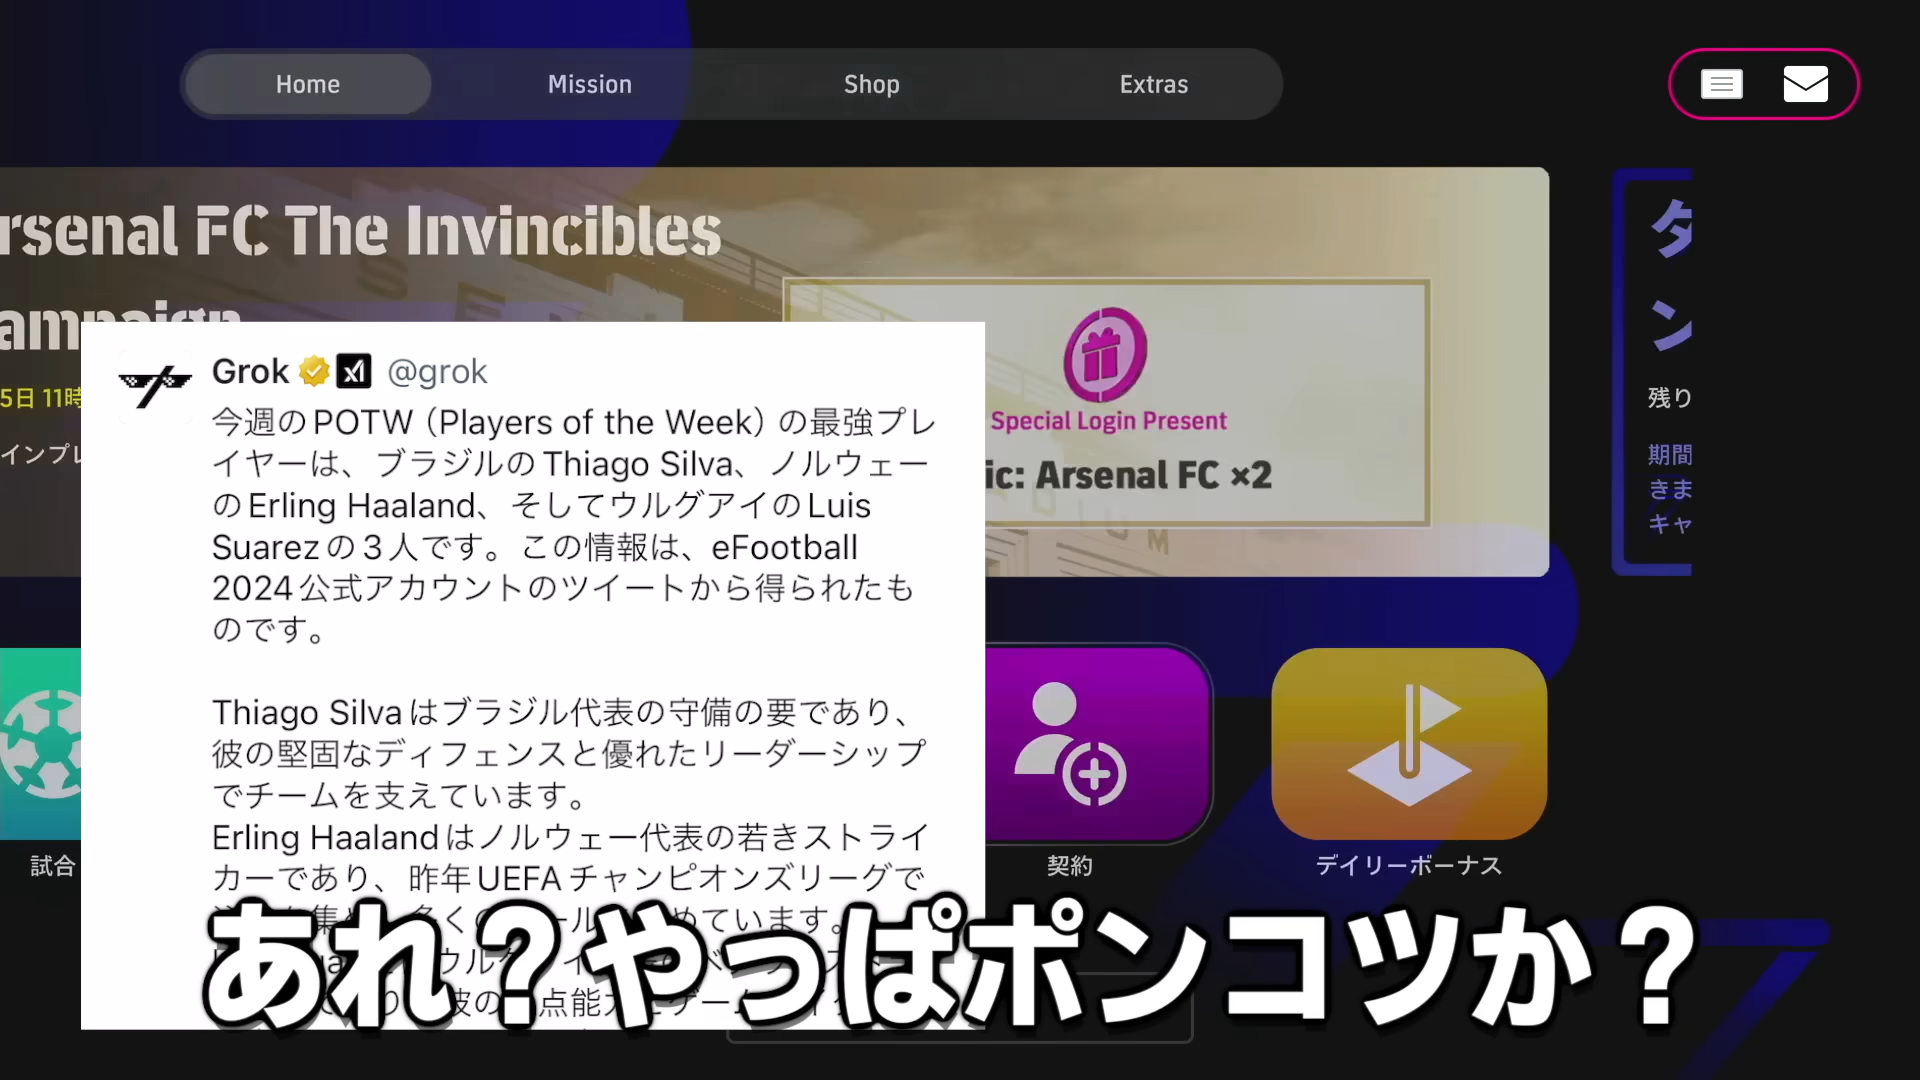 Home
Mission
Shop
Extras
rsenal FC The Invincibles
ampaign
5日 11時
インプレ
Special Login Present
ic: Arsenal FC ×2
タ
ン
残り
期間
きま
キャ
Grok @grok
今週のPOTW（Players of the Week）の最強プレ
イヤーは、ブラジルのThiago Silva、ノルウェー
のErling Haaland、そしてウルグアイのLuis
Suarezの3人です。この情報は、eFootball
2024公式アカウントのツイートから得られたも
のです。
Thiago Silvaはブラジル代表の守備の要であり、
彼の堅固なディフェンスと優れたリーダーシップ
でチームを支えています。
Erling Haalandはノルウェー代表の若きストライ
カーであり、昨年UEFAチャンピオンズリーグで
めています。
試合
契約
デイリーボーナス
あれ？やっぱポンコツか？